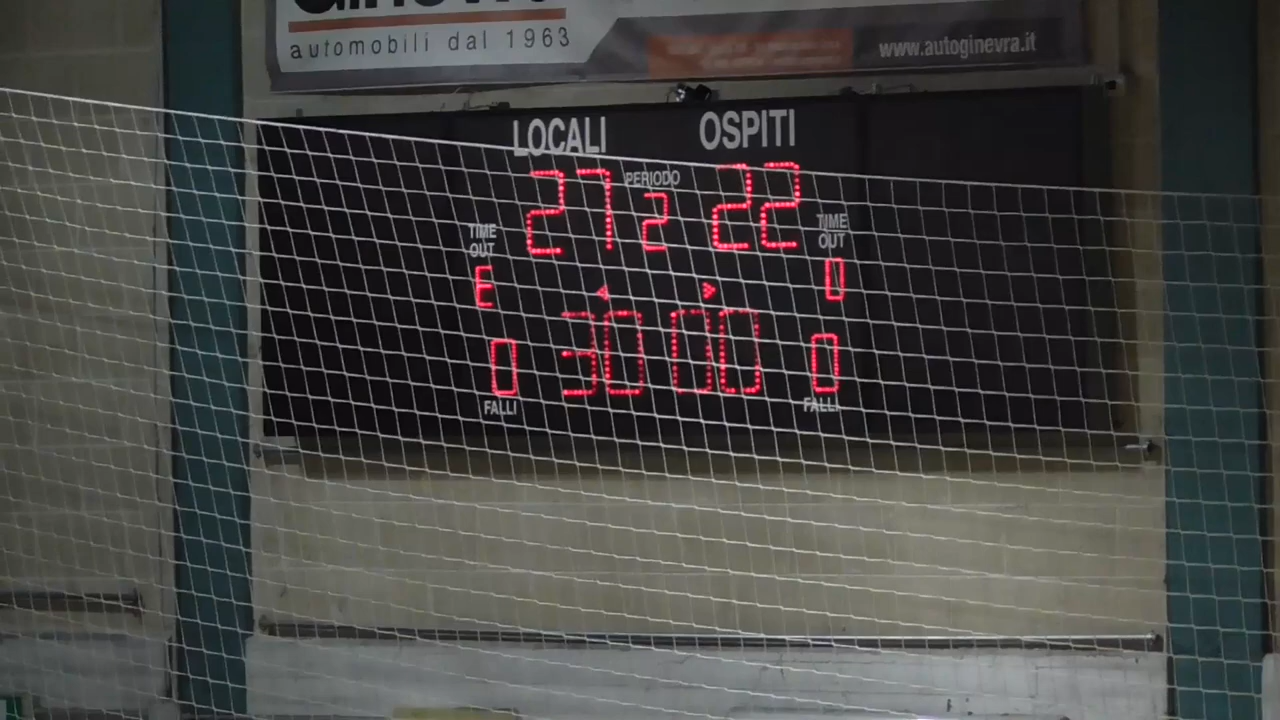 automobili dal 1963
www.autoginevra.it
LOCALI OSPITI
27 PERIODO 2 22
TIME OUT TIME OUT
E 0
30 00
0 0
FALLI FALLI